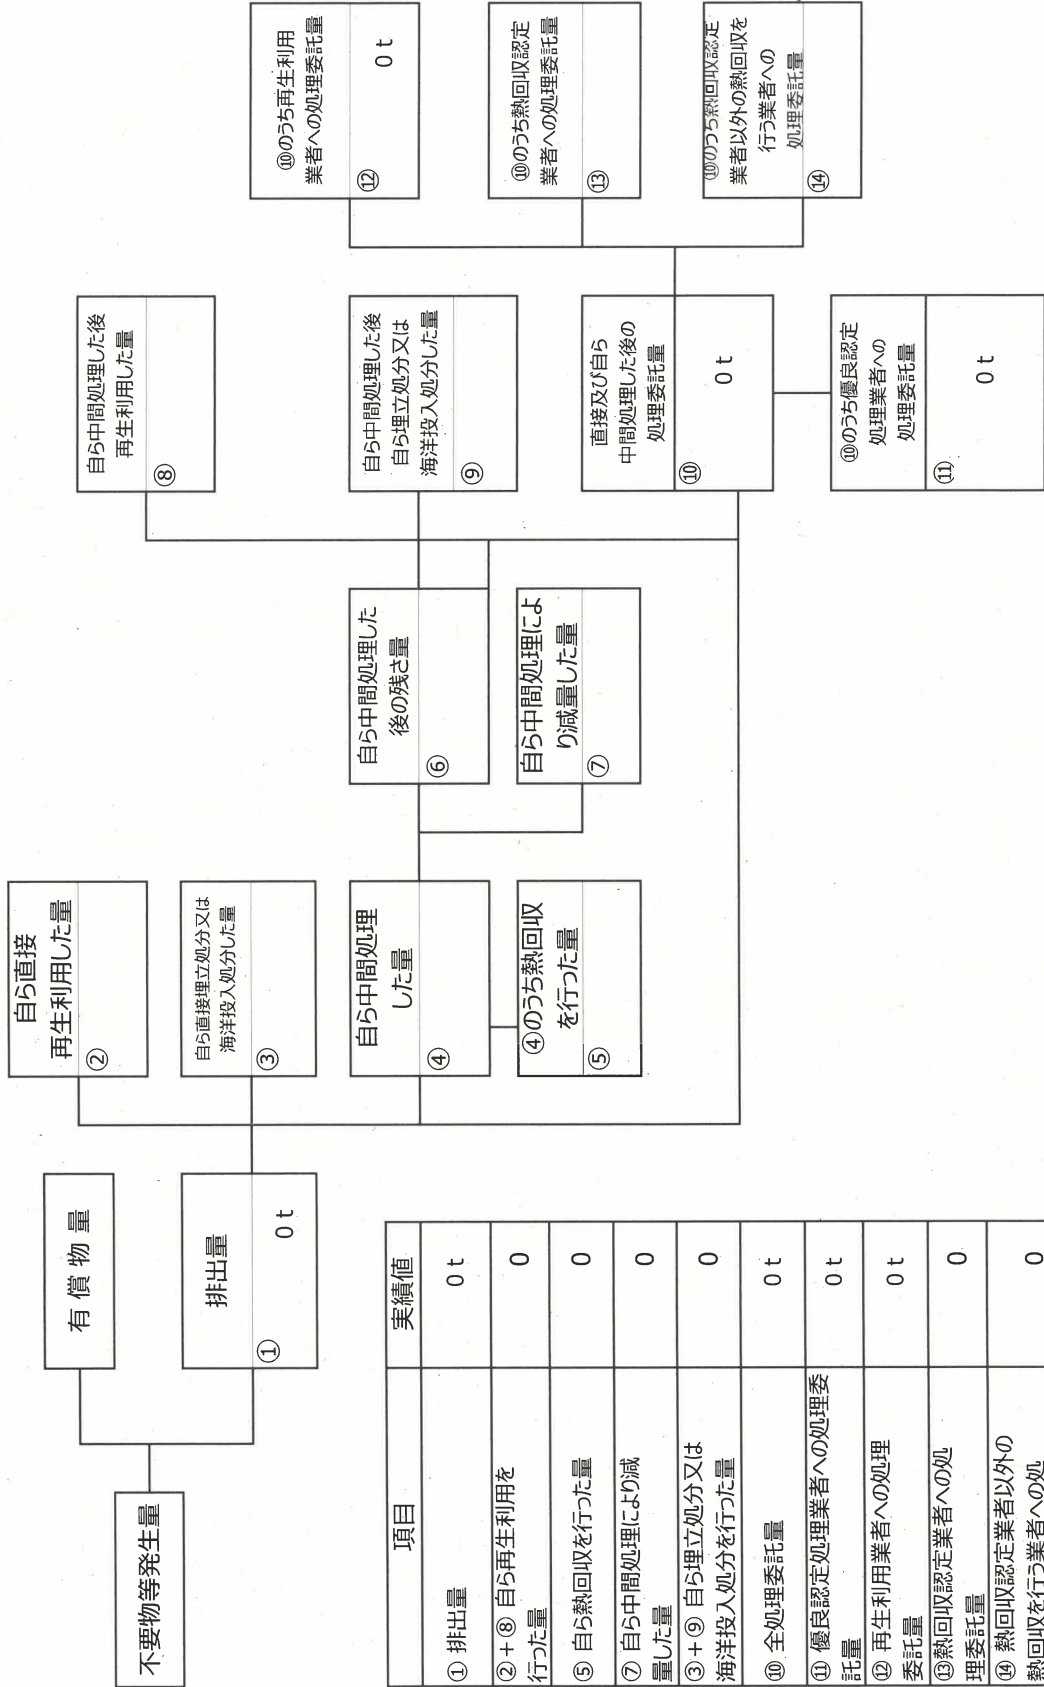 不要物等発生量
有償物量
排出量
①
0 t
自ら直接
再生利用した量
②
自ら直接埋立処分又は
海洋投入処分した量
③
自ら中間処理
した量
④
④のうち熱回収
を行った量
⑤
自ら中間処理した
後の残さ量
⑥
自ら中間処理によ
り減量した量
⑦
自ら中間処理した後
再生利用した量
⑧
自ら中間処理した後
自ら埋立処分又は
海洋投入処分した量
⑨
直接及び自ら
中間処理した後の
処理委託量
⑩
0 t
⑩のうち優良認定
処理業者への
処理委託量
⑪
0 t
⑩のうち再生利用
業者への処理委託量
⑫
0 t
⑩のうち熱回収認定
業者への処理委託量
⑬
⑩のうち熱回収認定
業者以外の熱回収を
行う業者への
処理委託量
⑭
項目 実績値
① 排出量 0 t
②+⑧ 自ら再生利用を
行った量 0
⑤ 自ら熱回収を行った量 0
⑦ 自ら中間処理により減
量した量 0
③+⑨ 自ら埋立処分又は
海洋投入処分を行った量 0
⑩ 全処理委託量 0 t
⑪ 優良認定処理業者への処理委
託量 0 t
⑫ 再生利用業者への処理
委託量 0 t
⑬熱回収認定業者への処
理委託量 0
⑭ 熱回収認定業者以外の
熱回収を行う業者への処 0